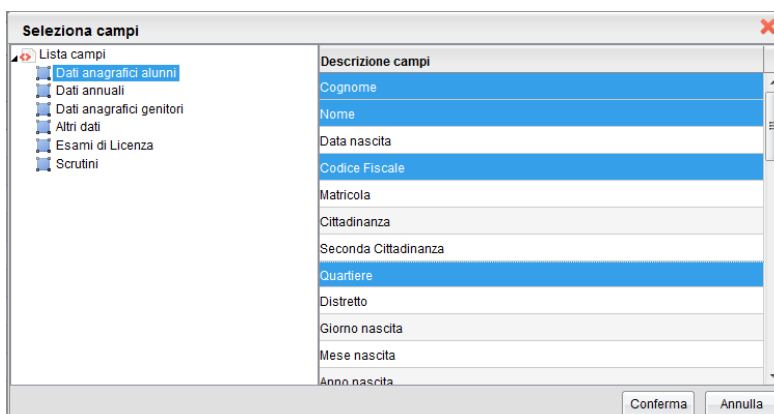 Seleziona campi
Lista campi
Dati anagrafici alunni
Dati annuali
Dati anagrafici genitori
Altri dati
Esami di Licenza
Scrutini
Descrizione campi
Cognome
Nome
Data nascita
Codice Fiscale
Matricola
Cittadinanza
Seconda Cittadinanza
Quartiere
Distretto
Giorno nascita
Mese nascita
Anno nascita
Conferma
Annulla